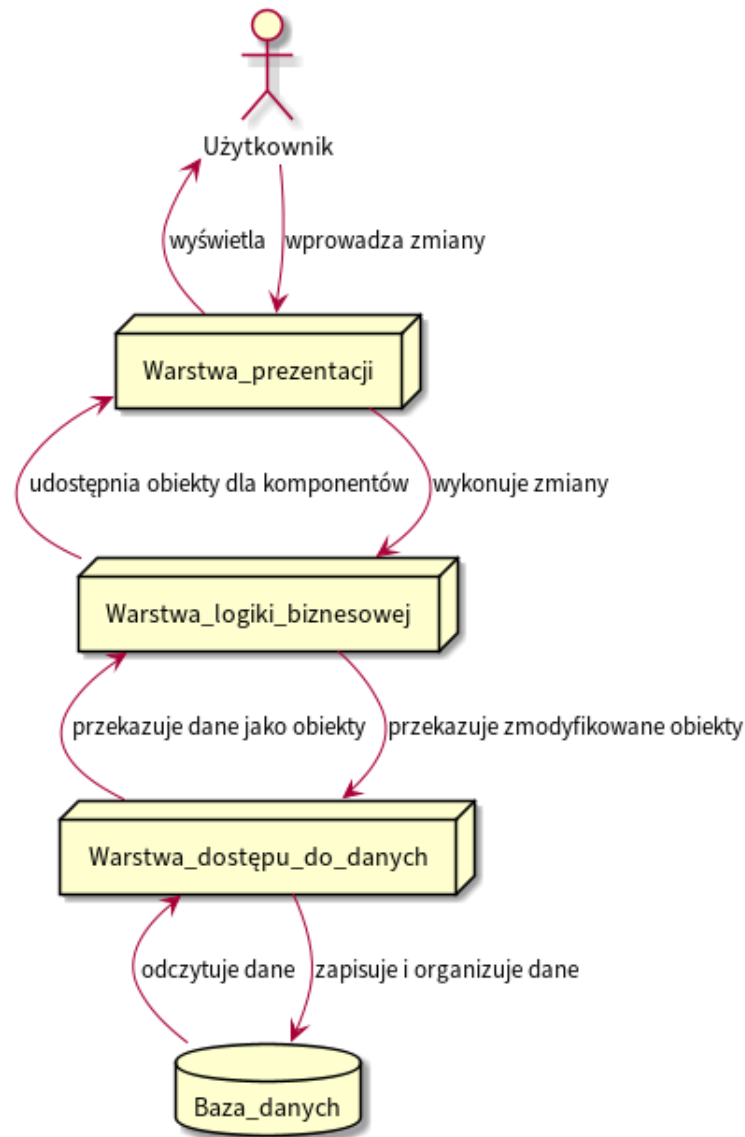 Użytkownik
wyświetla
wprowadza zmiany
Warstwa_prezentacji
udostępnia obiekty dla komponentów
wykonuje zmiany
Warstwa_logiki_biznesowej
przekazuje dane jako obiekty
przekazuje zmodyfikowane obiekty
Warstwa_dostępu_do_danych
odczytuje dane
zapisuje i organizuje dane
Baza_danych